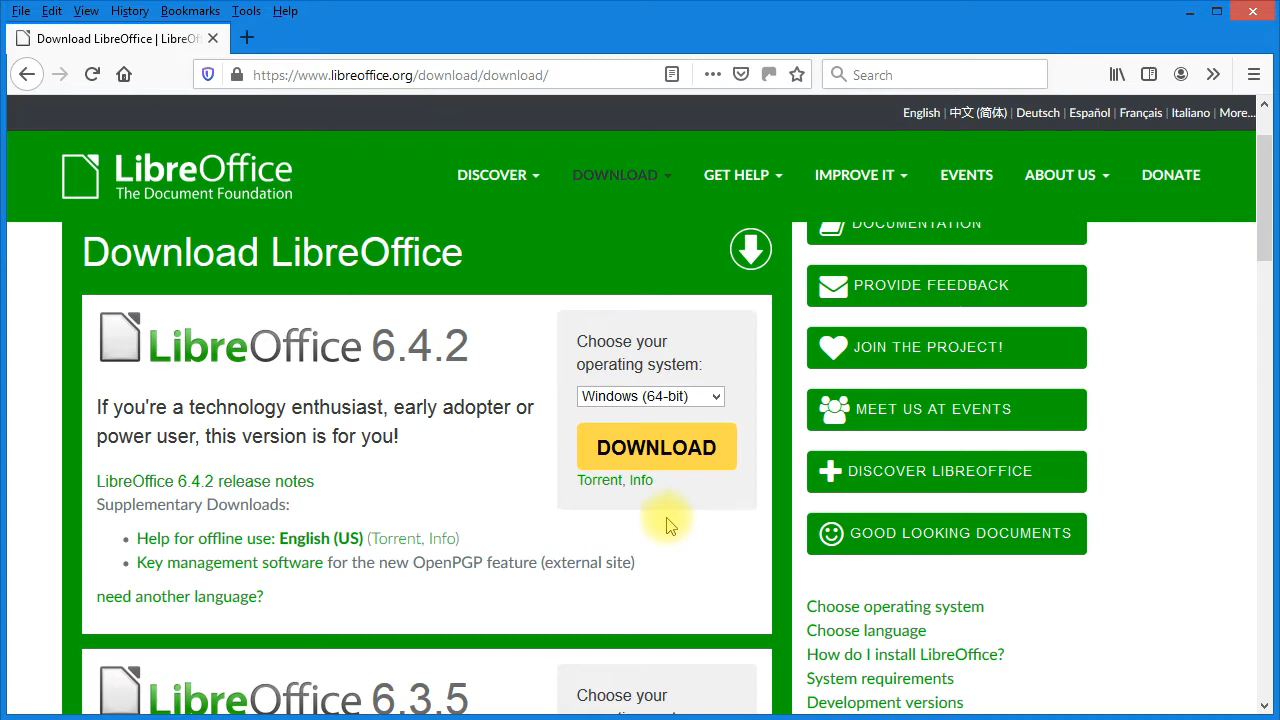 File Edit View History Bookmarks Tools Help
Download LibreOffice | LibreOf
https://www.libreoffice.org/download/download/
Search
English | 中文 (简体) | Deutsch | Español | Français | Italiano | More...
LibreOffice
The Document Foundation
DISCOVER DOWNLOAD GET HELP IMPROVE IT EVENTS ABOUT US DONATE
Download LibreOffice
LibreOffice 6.4.2
If you're a technology enthusiast, early adopter or
power user, this version is for you!
LibreOffice 6.4.2 release notes
Supplementary Downloads:
Help for offline use: English (US) (Torrent, Info)
Key management software for the new OpenPGP feature (external site)
need another language?
Choose your
operating system:
Windows (64-bit)
DOWNLOAD
Torrent, Info
LibreOffice 6.3.5
Choose your
DOCUMENTATION
PROVIDE FEEDBACK
JOIN THE PROJECT!
MEET US AT EVENTS
DISCOVER LIBREOFFICE
GOOD LOOKING DOCUMENTS
Choose operating system
Choose language
How do I install LibreOffice?
System requirements
Development versions